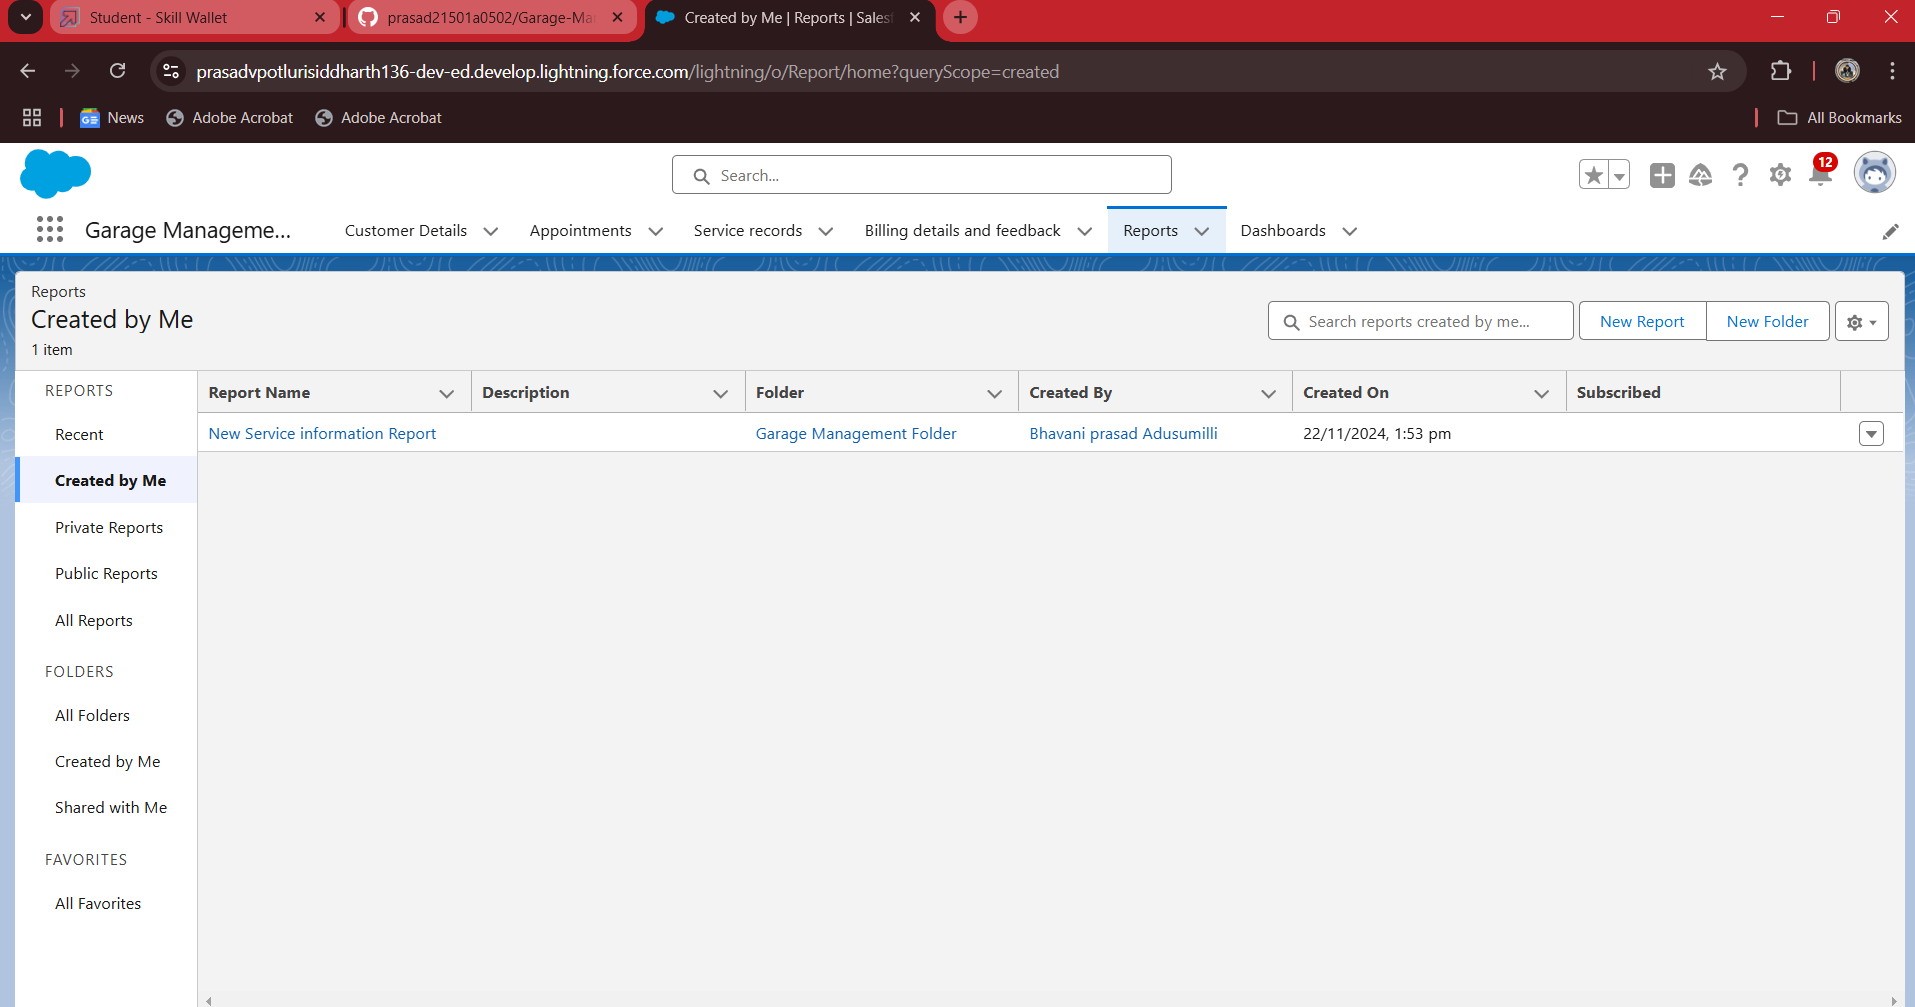 Student - Skill Wallet
prasad21501a0502/Garage-Ma
Created by Me | Reports | Sales
prasadvpotlurisiddharth136-dev-ed.develop.lightning.force.com/lightning/o/Report/home?queryScope=created
News
Adobe Acrobat
Adobe Acrobat
All Bookmarks
Search...
12
Garage Manageme...
Customer Details
Appointments
Service records
Billing details and feedback
Reports
Dashboards
Reports
Created by Me
1 item
Search reports created by me...
New Report
New Folder
REPORTS
Recent
Created by Me
Private Reports
Public Reports
All Reports
FOLDERS
All Folders
Created by Me
Shared with Me
FAVORITES
All Favorites
Report Name
Description
Folder
Created By
Created On
Subscribed
New Service information Report
Garage Management Folder
Bhavani prasad Adusumilli
22/11/2024, 1:53 pm